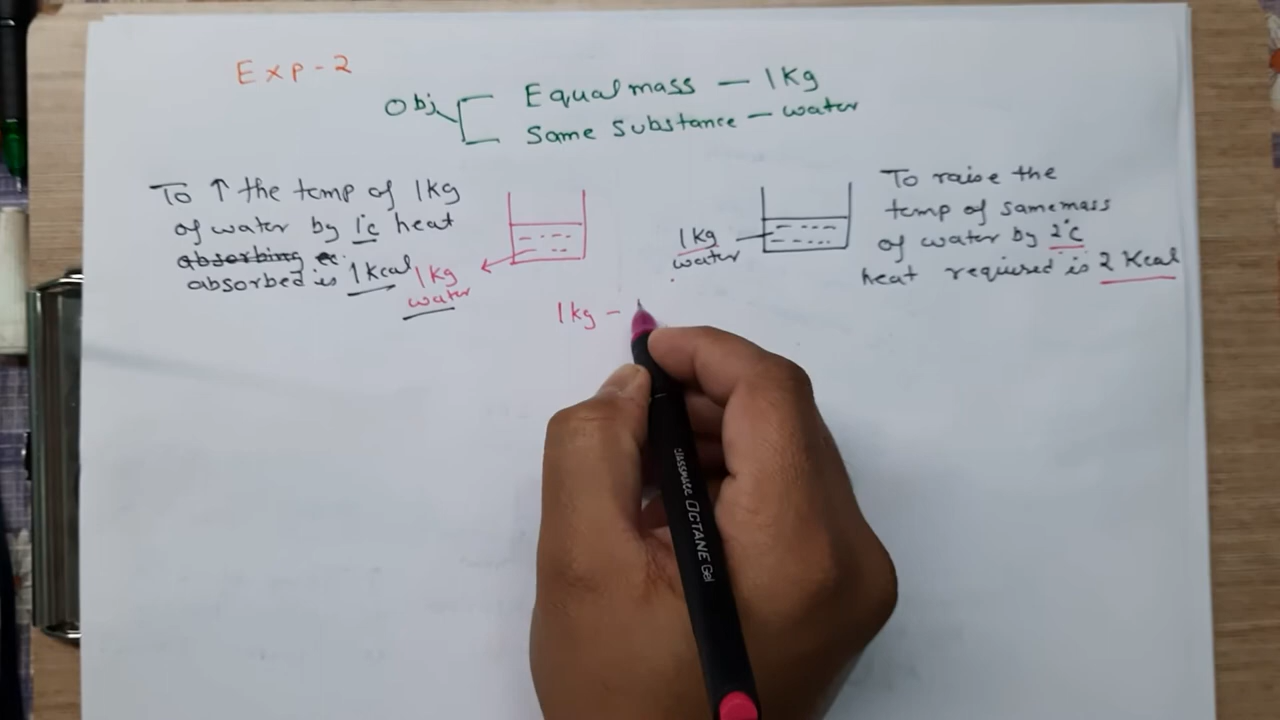 Exp-2
Obj
Equal mass — 1Kg
Same Substance — water
To ↑ the temp of 1Kg
of water by 1°c heat
absorbing
absorbed is 1Kcal
1Kg
water
1Kg
water
To raise the
temp of same mass
of water by 2°c
heat required is 2 Kcal
1kg -
OCTANE Gel